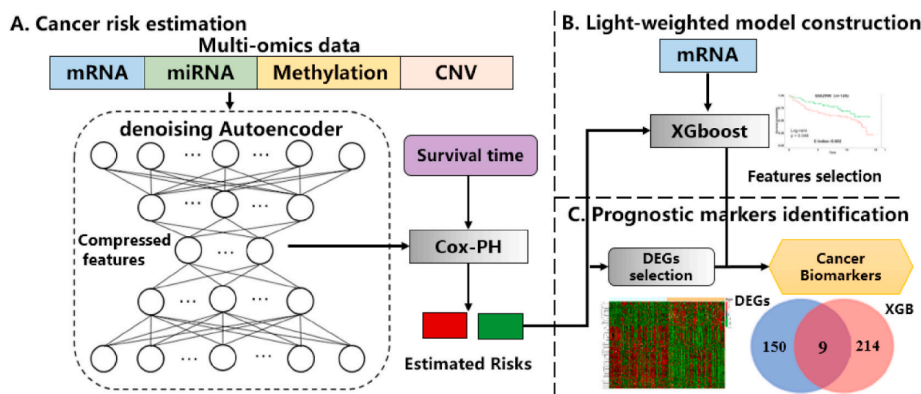 A. Cancer risk estimation
Multi-omics data
mRNA
miRNA
Methylation
CNV
denoising Autoencoder
Compressed
features
Survival time
Cox-PH
Estimated Risks
B. Light-weighted model construction
mRNA
XGboost
Features selection
C. Prognostic markers identification
DEGs
selection
Cancer
Biomarkers
DEGs
XGB
150
9
214